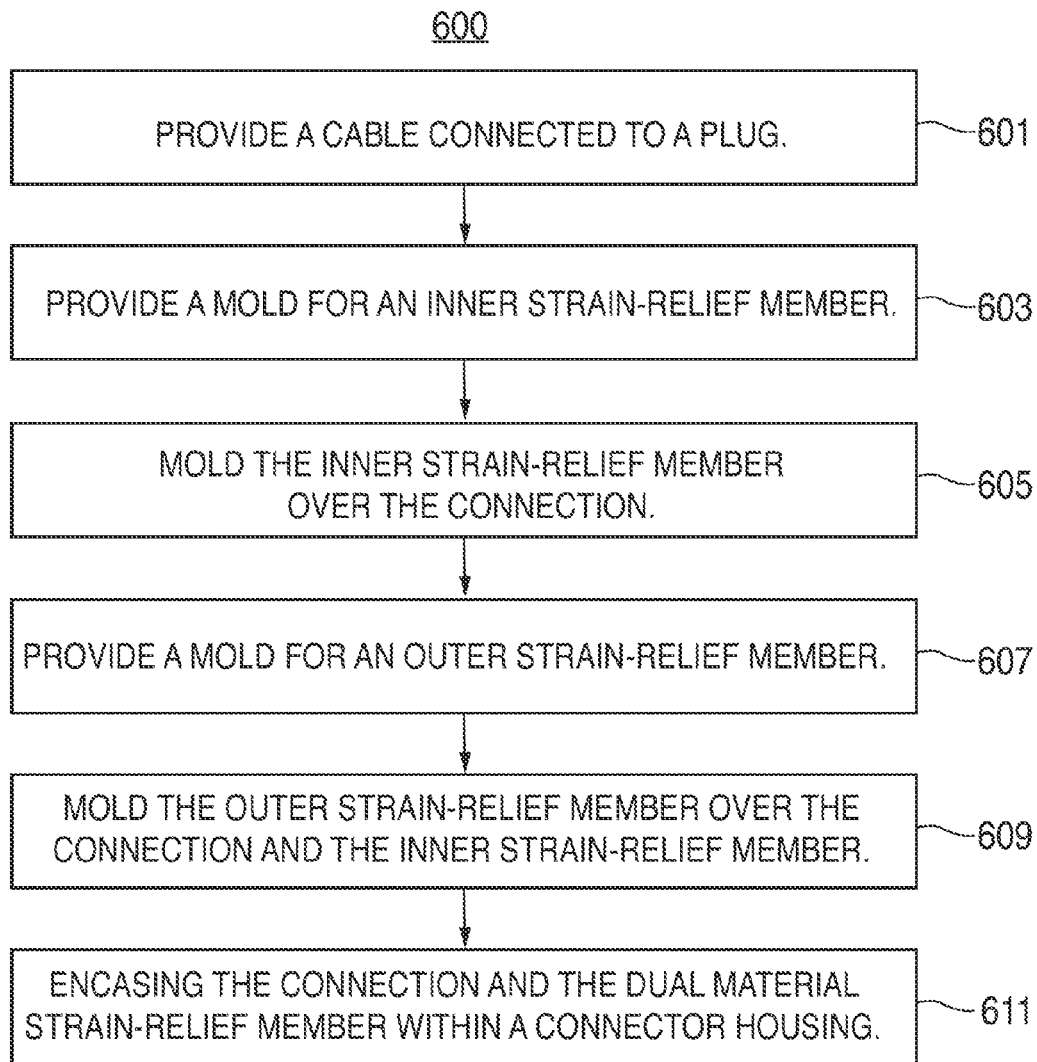 600
PROVIDE A CABLE CONNECTED TO A PLUG.
601
PROVIDE A MOLD FOR AN INNER STRAIN-RELIEF MEMBER.
603
MOLD THE INNER STRAIN-RELIEF MEMBER
OVER THE CONNECTION.
605
PROVIDE A MOLD FOR AN OUTER STRAIN-RELIEF MEMBER.
607
MOLD THE OUTER STRAIN-RELIEF MEMBER OVER THE
CONNECTION AND THE INNER STRAIN-RELIEF MEMBER.
609
ENCASING THE CONNECTION AND THE DUAL MATERIAL
STRAIN-RELIEF MEMBER WITHIN A CONNECTOR HOUSING.
611